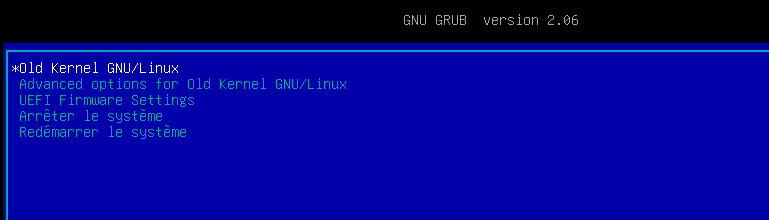 GNU GRUB  version 2.06
*Old Kernel GNU/Linux
Advanced options for Old Kernel GNU/Linux
UEFI Firmware Settings
Arrêter le système
Redémarrer le système